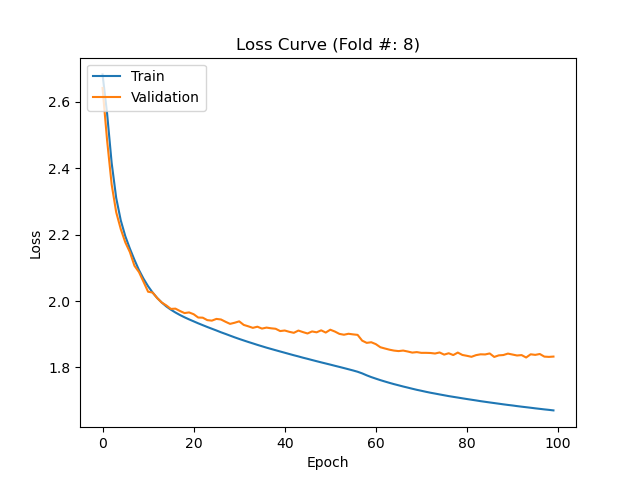 Loss Curve (Fold #: 8)
Train
Validation
Loss
2.6
2.4
2.2
2.0
1.8
0 20 40 60 80 100
Epoch